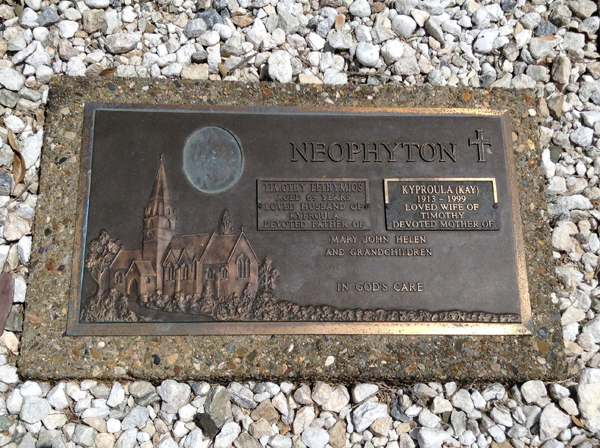 NEOPHYTON
TIMOTHY EFTHYMIOS
AGED 69 YEARS
LOVED HUSBAND OF
KYPROULA
DEVOTED FATHER OF
KYPROULA (KAY)
1913 - 1999
LOVED WIFE OF
TIMOTHY
DEVOTED MOTHER OF
MARY JOHN HELEN
AND GRANDCHILDREN
IN GOD'S CARE